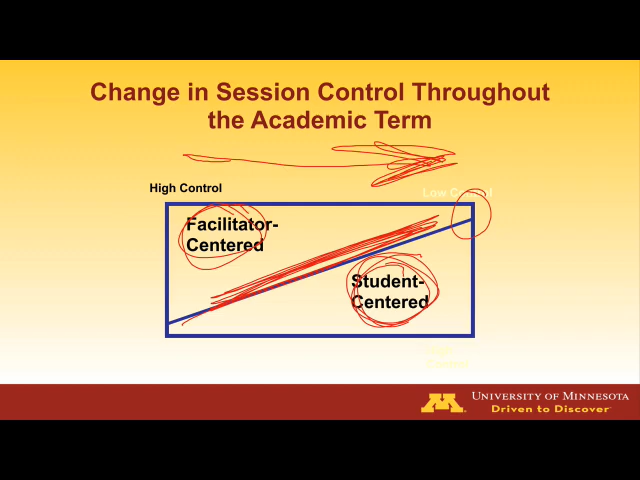 Change in Session Control Throughout
the Academic Term
High Control
Low Control
Facilitator-
Centered
Student-
Centered
Control
UNIVERSITY OF MINNESOTA
Driven to Discover